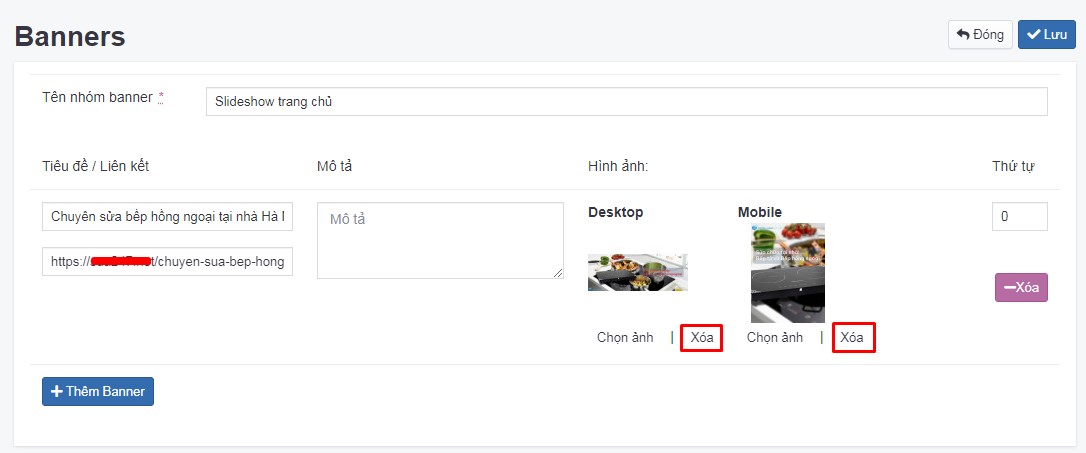 Banners
Đóng
Lưu
Tên nhóm banner *
Slideshow trang chủ
Tiêu đề / Liên kết
Mô tả
Hình ảnh:
Thứ tự
Chuyên sửa bếp hồng ngoại tại nhà Hà
Mô tả
Desktop
Mobile
0
https://
t/chuyen-sua-bep-hong
Xóa
Chọn ảnh | Xóa
Chọn ảnh | Xóa
Thêm Banner